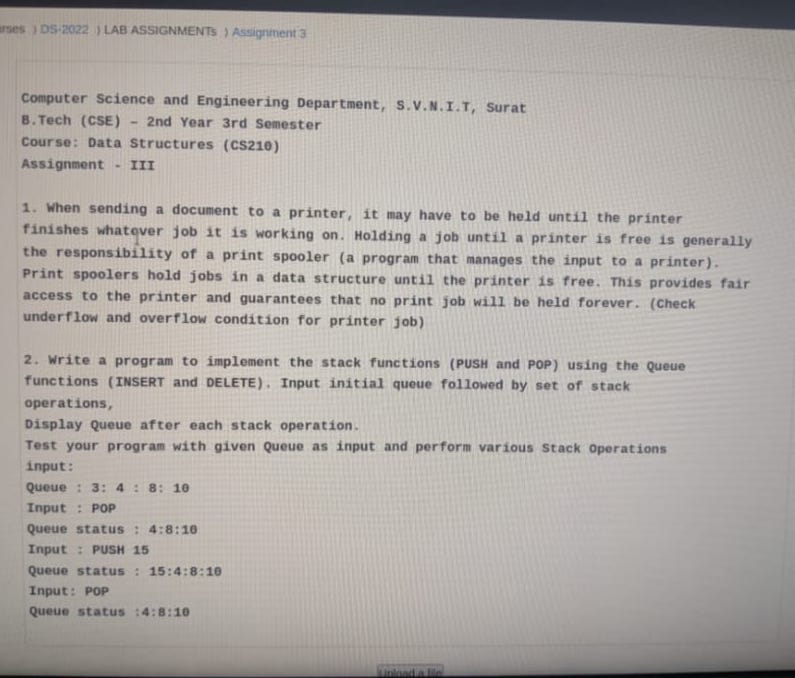 DS-2022 ⟩ LAB ASSIGNMENTs ⟩ Assignment 3
Computer Science and Engineering Department, S.V.N.I.T, Surat
B.Tech (CSE) – 2nd Year 3rd Semester
Course: Data Structures (CS210)
Assignment - III
1. When sending a document to a printer, it may have to be held until the printer
finishes whatever job it is working on. Holding a job until a printer is free is generally
the responsibility of a print spooler (a program that manages the input to a printer).
Print spoolers hold jobs in a data structure until the printer is free. This provides fair
access to the printer and guarantees that no print job will be held forever. (Check
underflow and overflow condition for printer job)
2. Write a program to implement the stack functions (PUSH and POP) using the Queue
functions (INSERT and DELETE). Input initial queue followed by set of stack
operations,
Display Queue after each stack operation.
Test your program with given Queue as input and perform various Stack Operations
input:
Queue : 3: 4 : 8: 10
Input : POP
Queue status : 4:8:10
Input : PUSH 15
Queue status : 15:4:8:10
Input: POP
Queue status :4:8:10
Upload a file